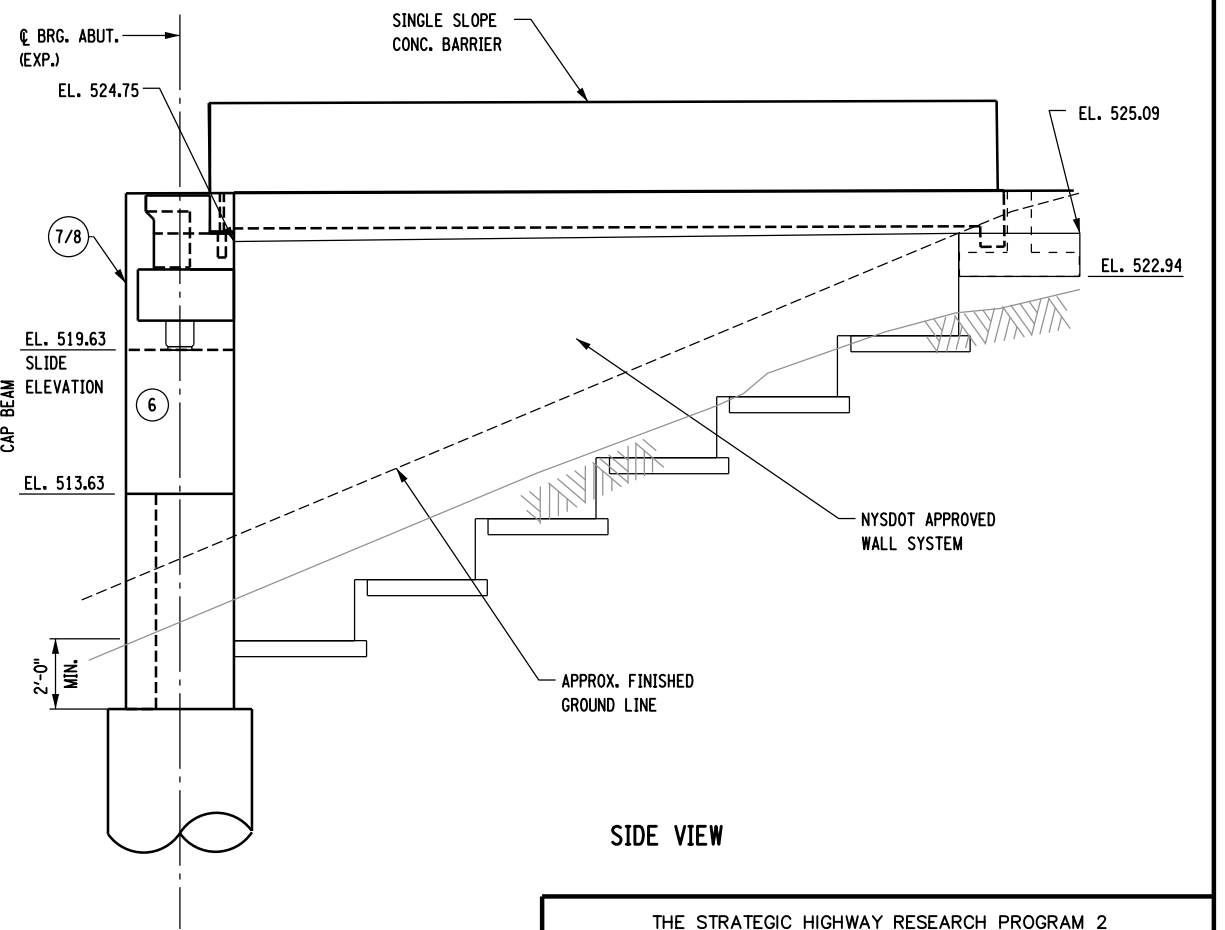 SINGLE SLOPE
CONC. BARRIER
℄ BRG. ABUT.
(EXP.)
EL. 524.75
EL. 525.09
7/8
EL. 522.94
EL. 519.63
SLIDE
ELEVATION
CAP BEAM
6
EL. 513.63
NYSDOT APPROVED
WALL SYSTEM
2'-0"
MIN.
APPROX. FINISHED
GROUND LINE
SIDE VIEW
THE STRATEGIC HIGHWAY RESEARCH PROGRAM 2